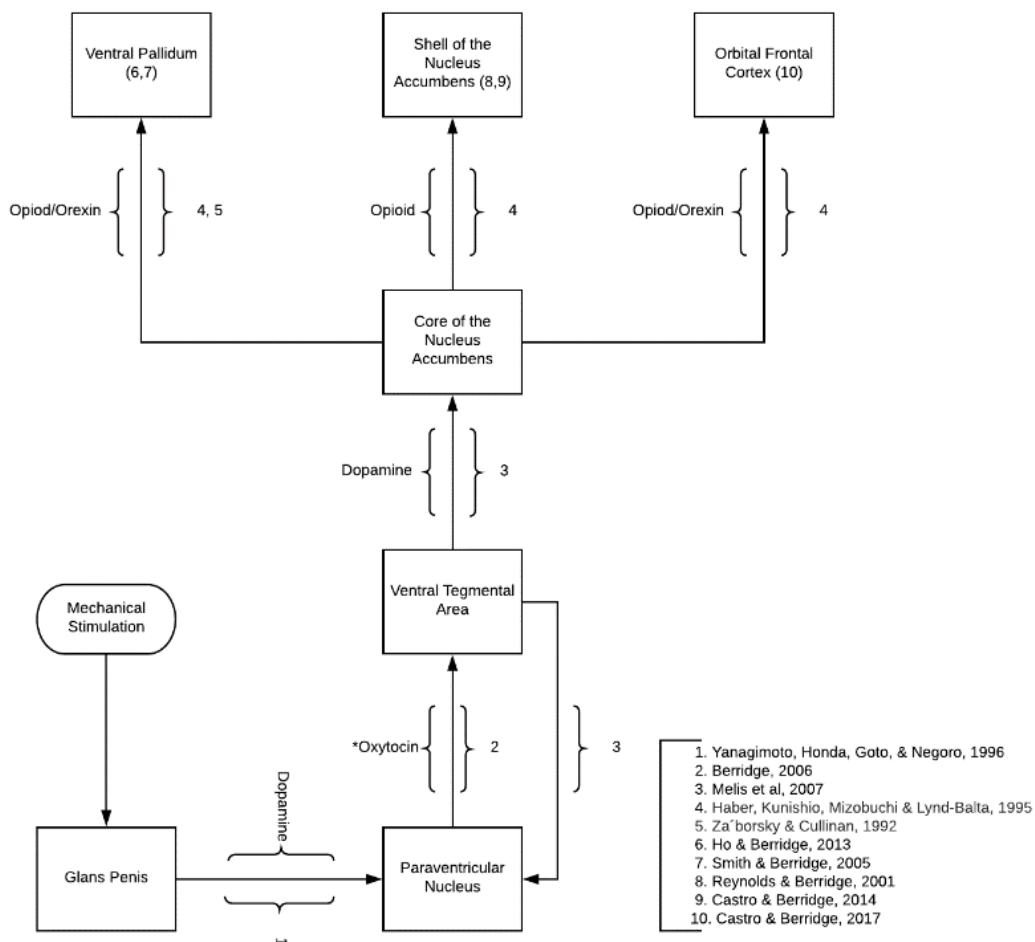 Ventral Pallidum
(6,7)
Shell of the
Nucleus
Accumbens (8,9)
Orbital Frontal
Cortex (10)
Opiod/Orexin
4, 5
Opioid
4
Opiod/Orexin
4
Core of the
Nucleus
Accumbens
Dopamine
3
Ventral Tegmental
Area
Mechanical
Stimulation
*Oxytocin
2
3
Dopamine
Glans Penis
Paraventricular
Nucleus
1
1. Yanagimoto, Honda, Goto, & Negoro, 1996
2. Berridge, 2006
3. Melis et al, 2007
4. Haber, Kunishio, Mizobuchi & Lynd-Balta, 1995
5. Za´borsky & Cullinan, 1992
6. Ho & Berridge, 2013
7. Smith & Berridge, 2005
8. Reynolds & Berridge, 2001
9. Castro & Berridge, 2014
10. Castro & Berridge, 2017